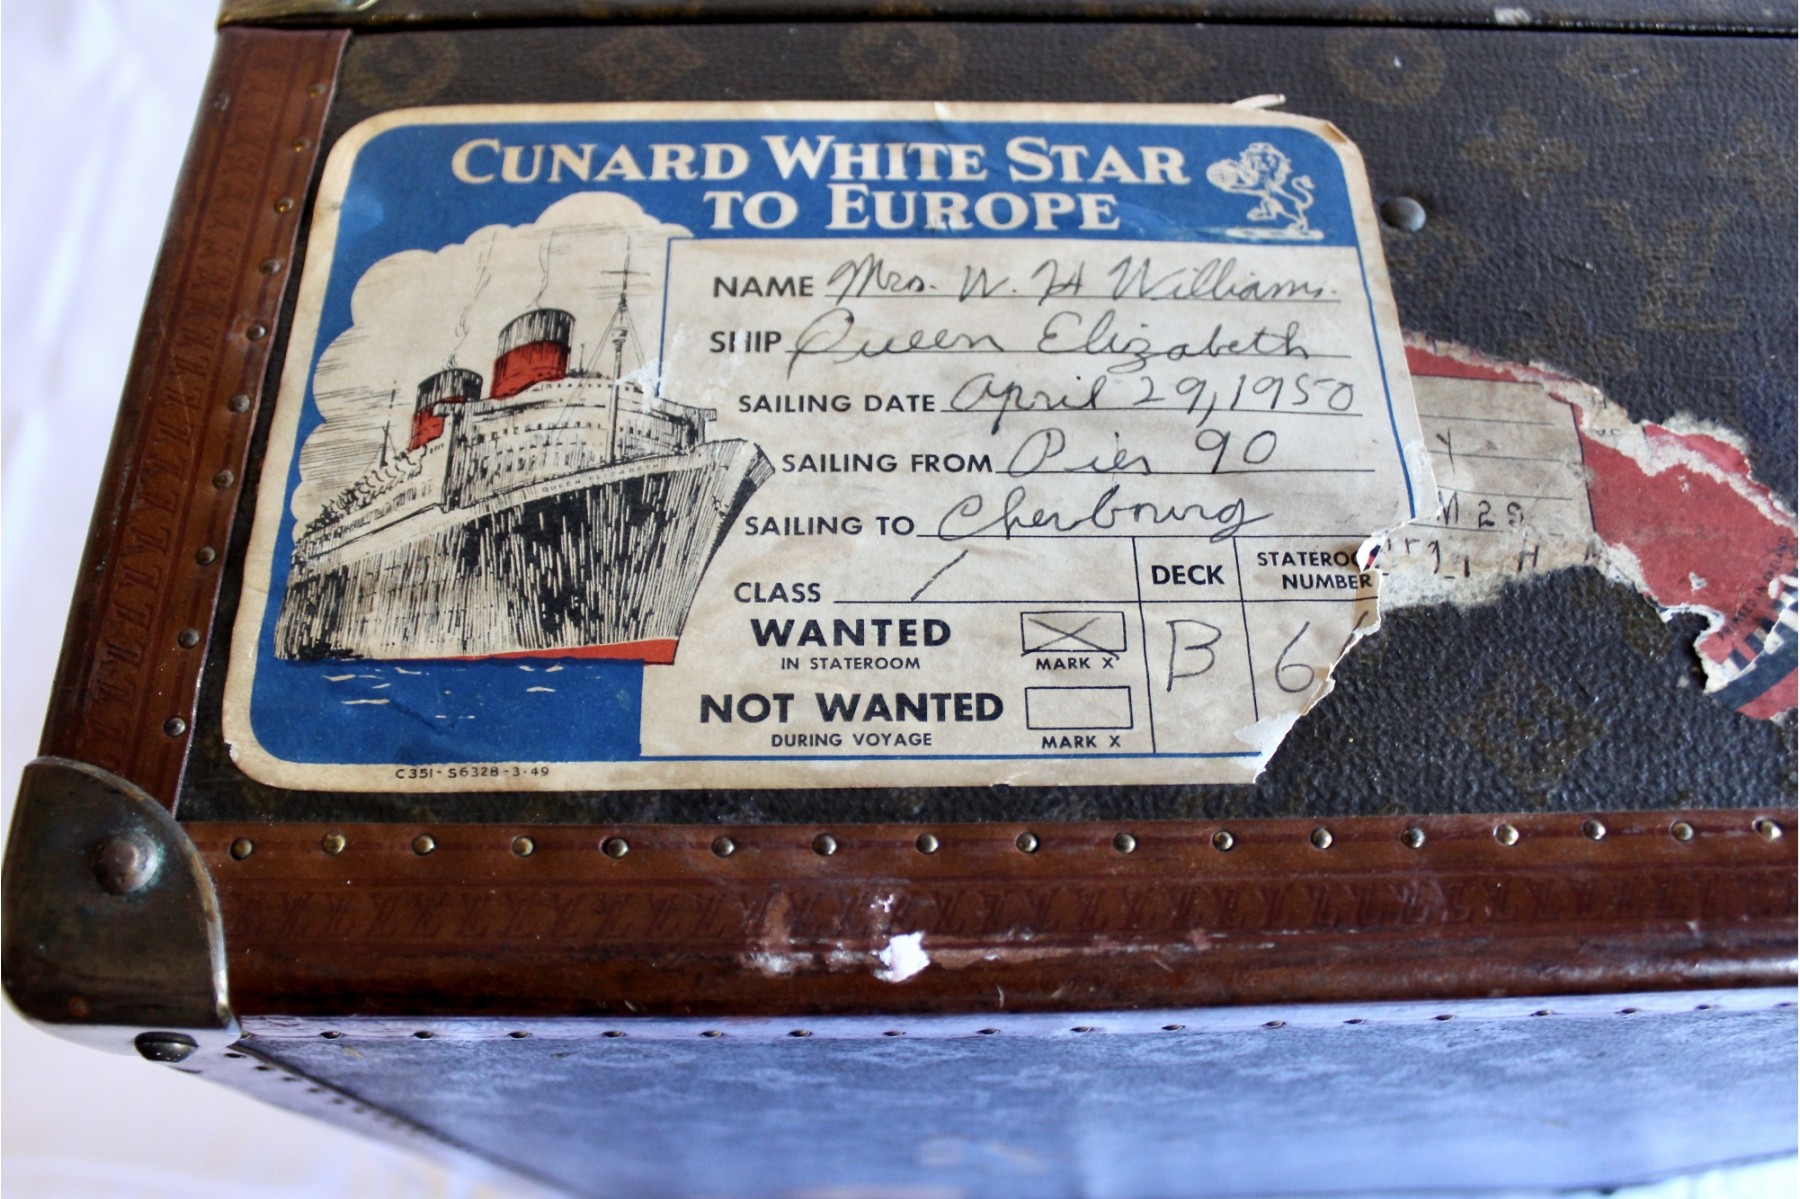 CUNARD WHITE STAR
TO EUROPE
NAME Mrs. W. H Williams.
SHIP Queen Elizabeth
SAILING DATE April 29, 1950
SAILING FROM Pier 90
SAILING TO Cherbourg
CLASS 1
DECK
STATEROO
NUMBER
WANTED
IN STATEROOM
MARK X
B
6
NOT WANTED
DURING VOYAGE
MARK X
C351-S6328-3-49
LV